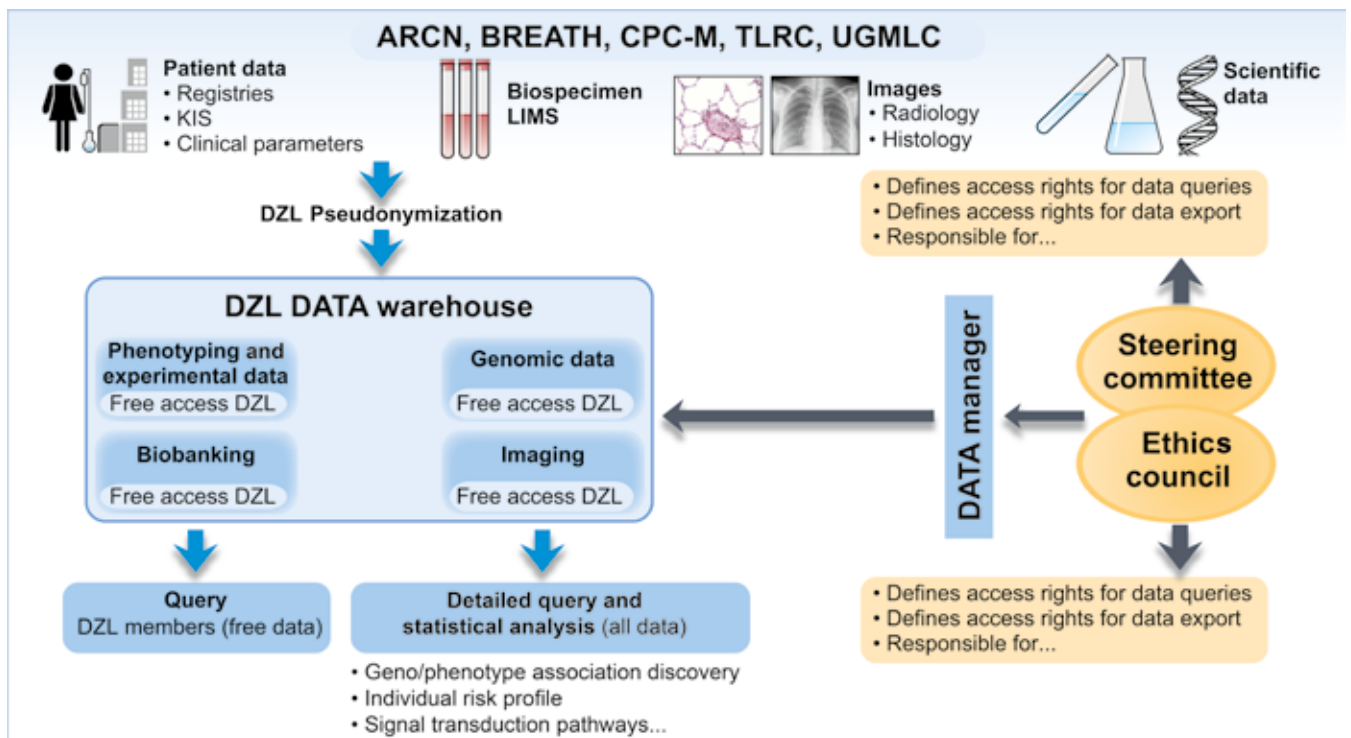 ARCN, BREATH, CPC-M, TLRC, UGMLC
Patient data
• Registries
• KIS
• Clinical parameters
Biospecimen
LIMS
Images
• Radiology
• Histology
Scientific
data
DZL Pseudonymization
• Defines access rights for data queries
• Defines access rights for data export
• Responsible for...
DZL DATA warehouse
Phenotyping and
experimental data
Free access DZL
Genomic data
Free access DZL
Biobanking
Free access DZL
Imaging
Free access DZL
DATA manager
Steering
committee
Ethics
council
Query
DZL members (free data)
Detailed query and
statistical analysis (all data)
• Geno/phenotype association discovery
• Individual risk profile
• Signal transduction pathways...
• Defines access rights for data queries
• Defines access rights for data export
• Responsible for...